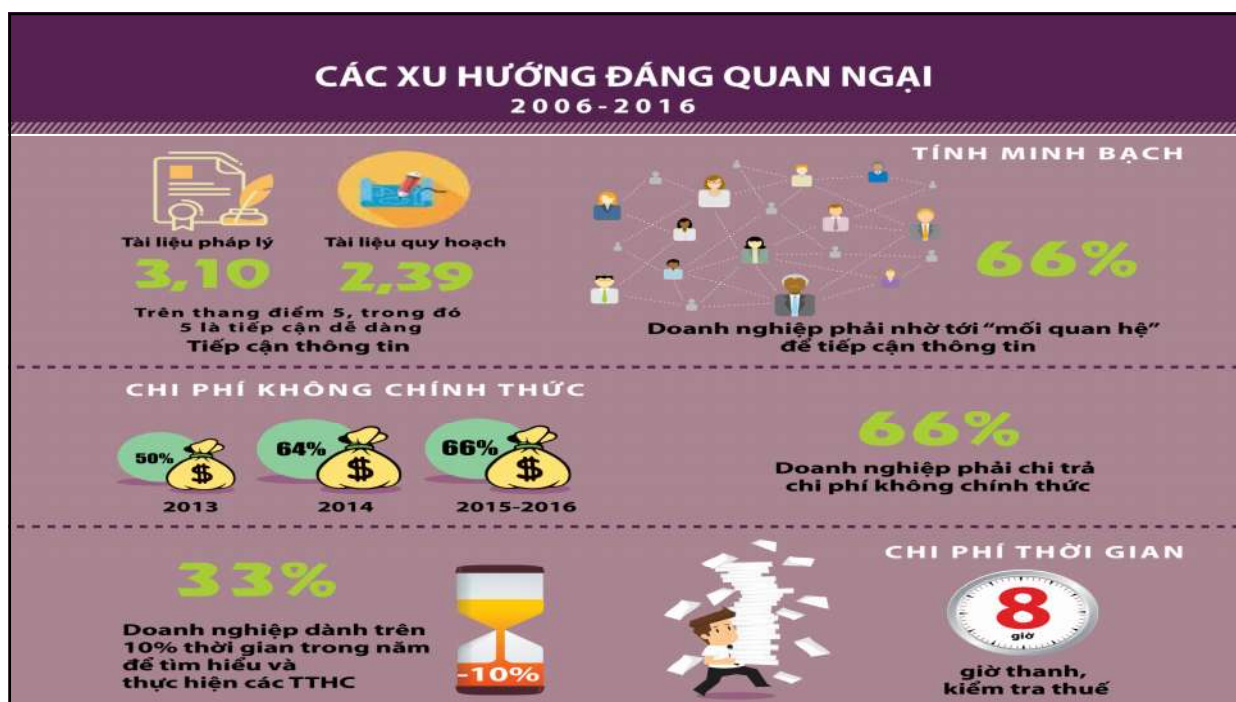 CÁC XU HƯỚNG ĐÁNG QUAN NGẠI
2006-2016
TÍNH MINH BẠCH
Tài liệu pháp lý
3,10
Tài liệu quy hoạch
2,39
Trên thang điểm 5, trong đó
5 là tiếp cận dễ dàng
Tiếp cận thông tin
66%
Doanh nghiệp phải nhờ tới “mối quan hệ”
để tiếp cận thông tin
CHI PHÍ KHÔNG CHÍNH THỨC
50%
$
2013
64%
$
2014
66%
$
2015-2016
66%
Doanh nghiệp phải chi trả
chi phí không chính thức
CHI PHÍ THỜI GIAN
33%
Doanh nghiệp dành trên
10% thời gian trong năm
để tìm hiểu và
thực hiện các TTHC
-10%
8
giờ
giờ thanh,
kiểm tra thuế